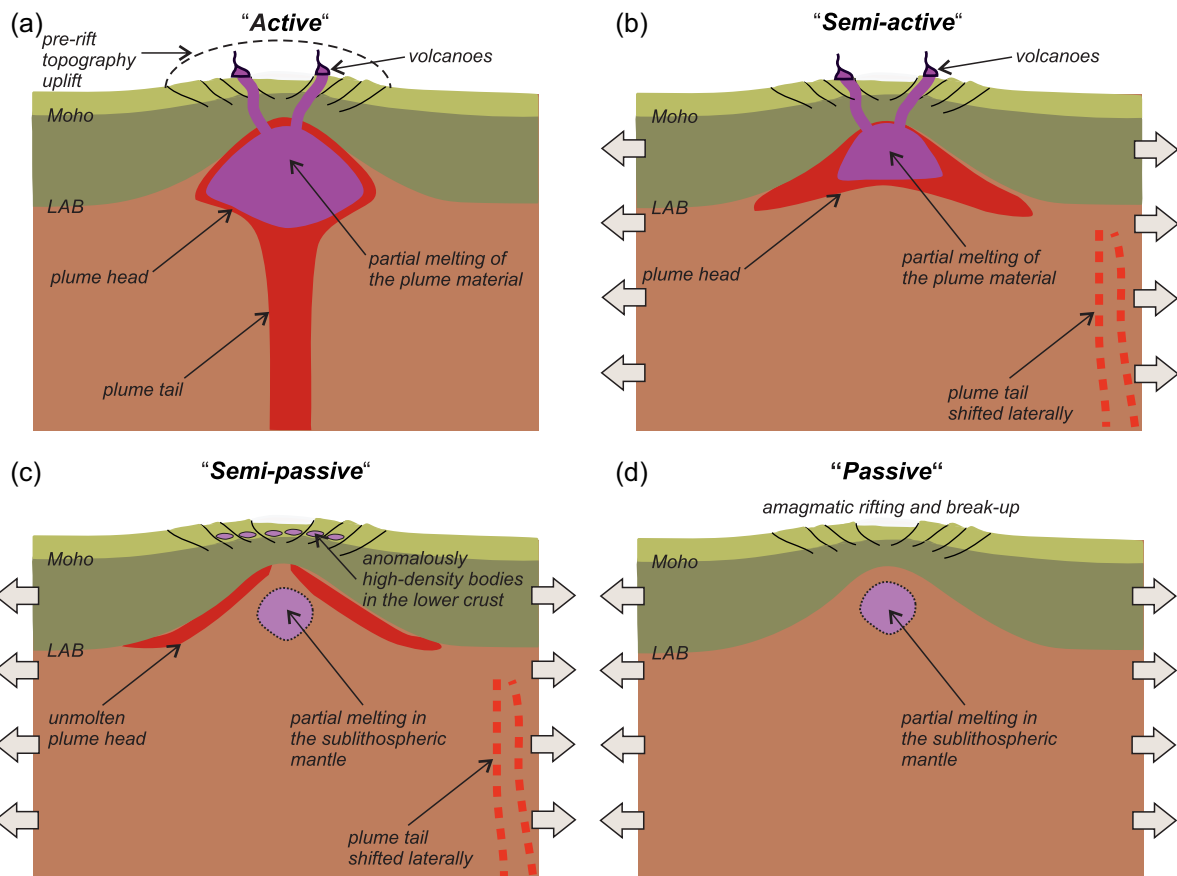 (a)
“Active“
pre-rift
topography
uplift
volcanoes
Moho
LAB
plume head
partial melting of
the plume material
plume tail
(b)
“Semi-active“
volcanoes
Moho
LAB
plume head
partial melting of
the plume material
plume tail
shifted laterally
(c)
“Semi-passive“
Moho
anomalously
high-density bodies
in the lower crust
LAB
unmolten
plume head
partial melting in
the sublithospheric
mantle
plume tail
shifted laterally
(d)
“Passive“
amagmatic rifting and break-up
Moho
LAB
partial melting in
the sublithospheric
mantle